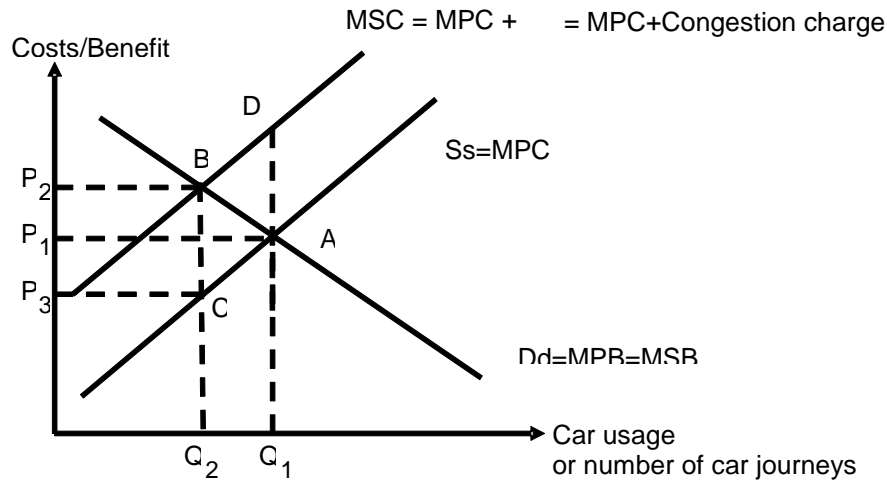 MSC = MPC + = MPC+Congestion charge
Costs/Benefit
D
Ss=MPC
B
P2
P1
A
P3
C
Dd=MPB=MSB
Q2 Q1
Car usage
or number of car journeys